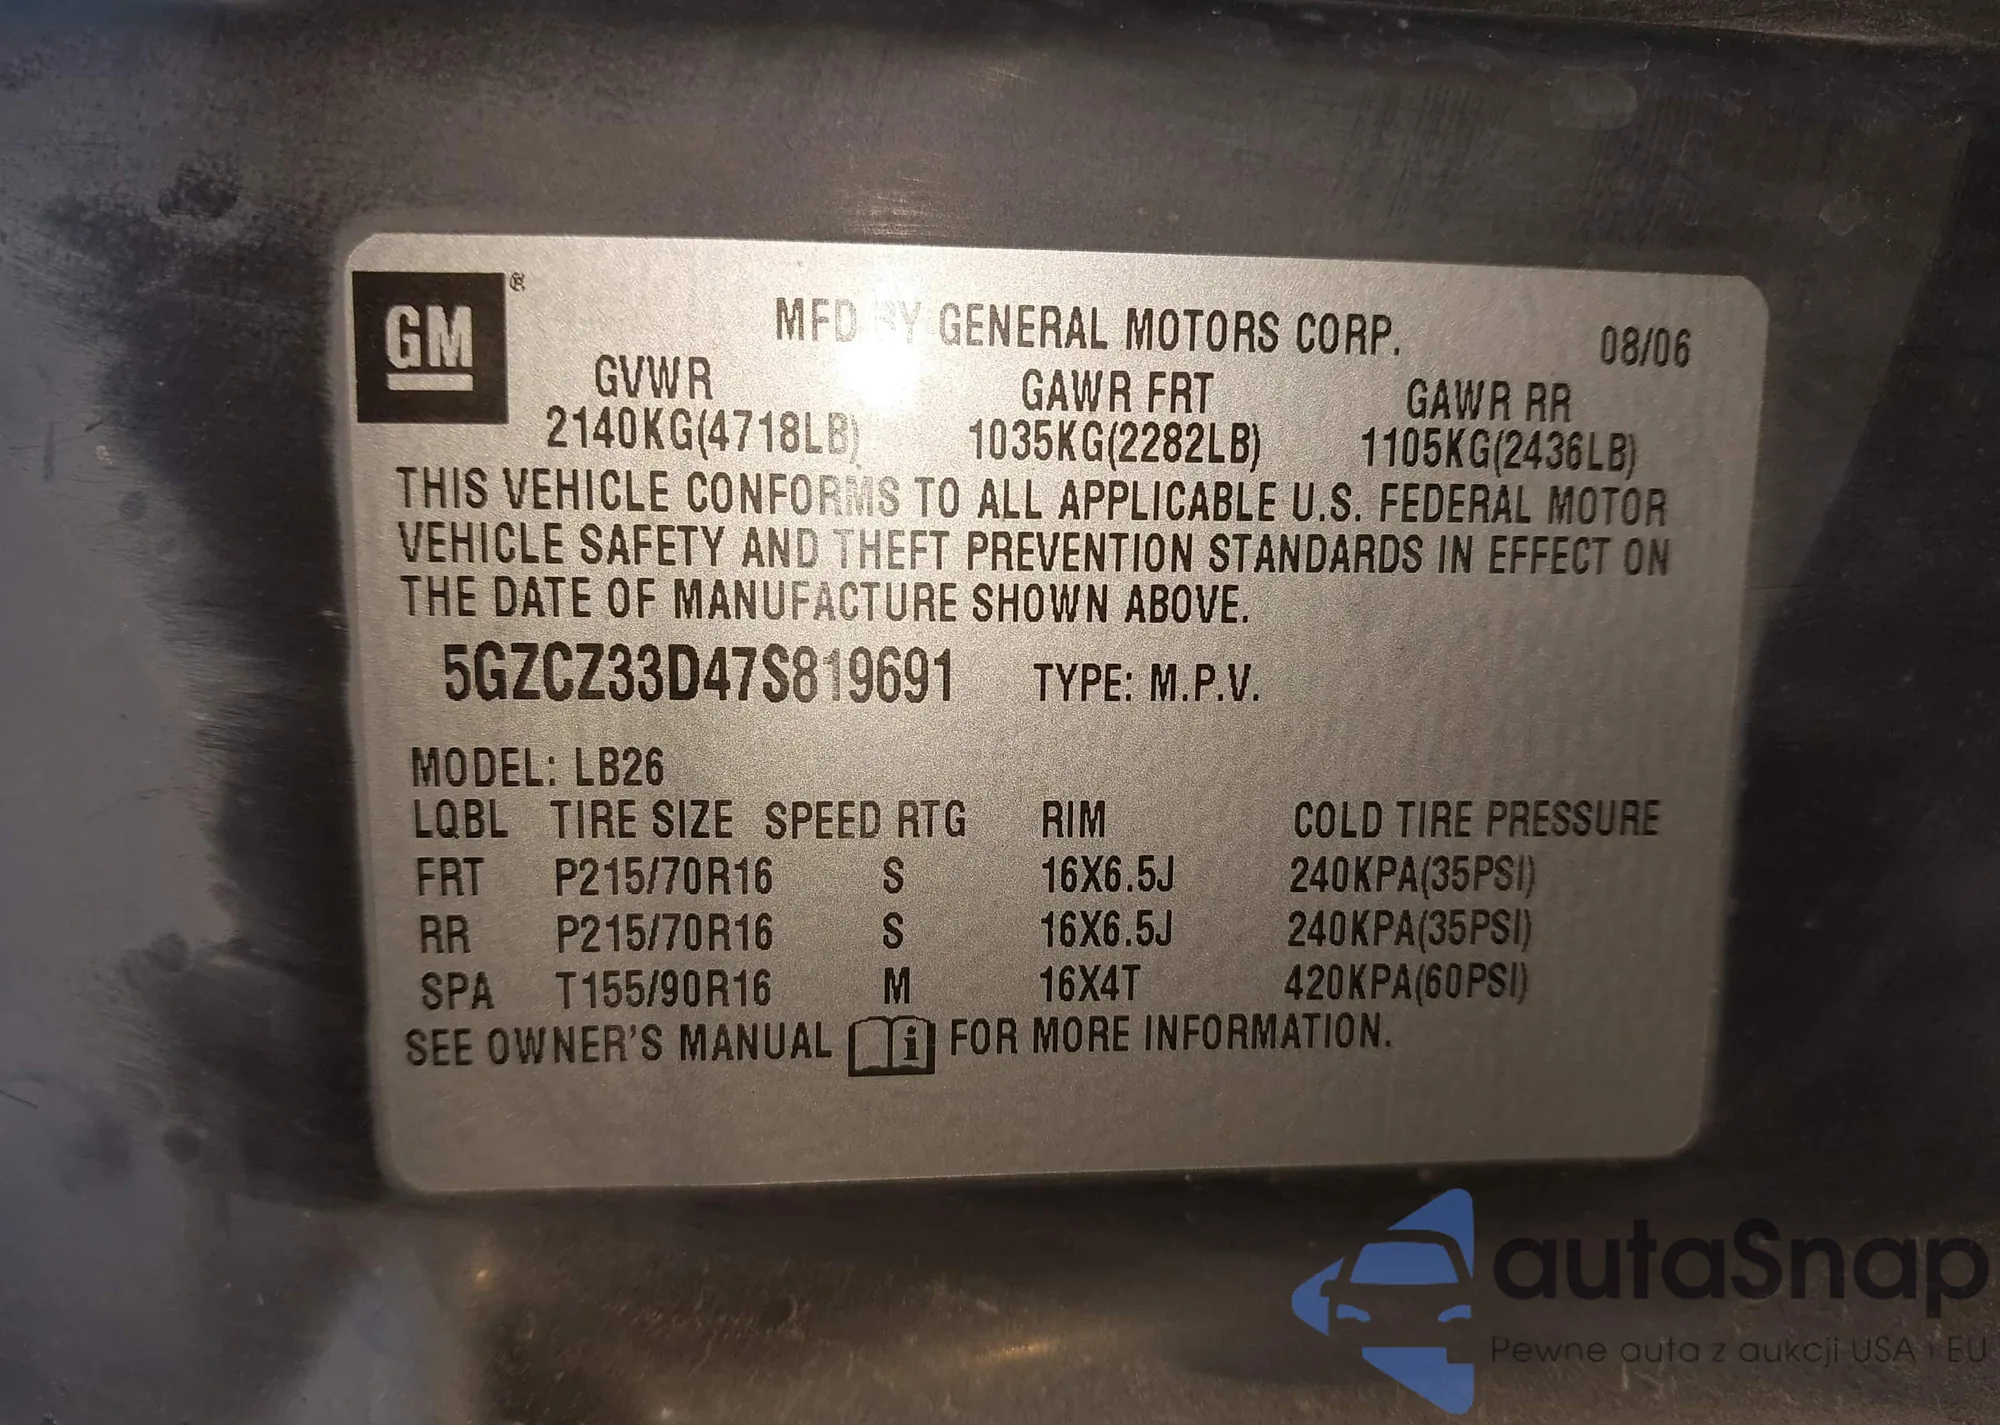 GM ®
MFD BY GENERAL MOTORS CORP. 08/06
GVWR GAWR FRT GAWR RR
2140KG(4718LB) 1035KG(2282LB) 1105KG(2436LB)
THIS VEHICLE CONFORMS TO ALL APPLICABLE U.S. FEDERAL MOTOR
VEHICLE SAFETY AND THEFT PREVENTION STANDARDS IN EFFECT ON
THE DATE OF MANUFACTURE SHOWN ABOVE.
5GZCZ33D47S819691 TYPE: M.P.V.
MODEL: LB26
LQBL TIRE SIZE SPEED RTG RIM COLD TIRE PRESSURE
FRT P215/70R16 S 16X6.5J 240KPA(35PSI)
RR P215/70R16 S 16X6.5J 240KPA(35PSI)
SPA T155/90R16 M 16X4T 420KPA(60PSI)
SEE OWNER'S MANUAL i FOR MORE INFORMATION.
autaSnap
Pewne auta z aukcji USA i EU